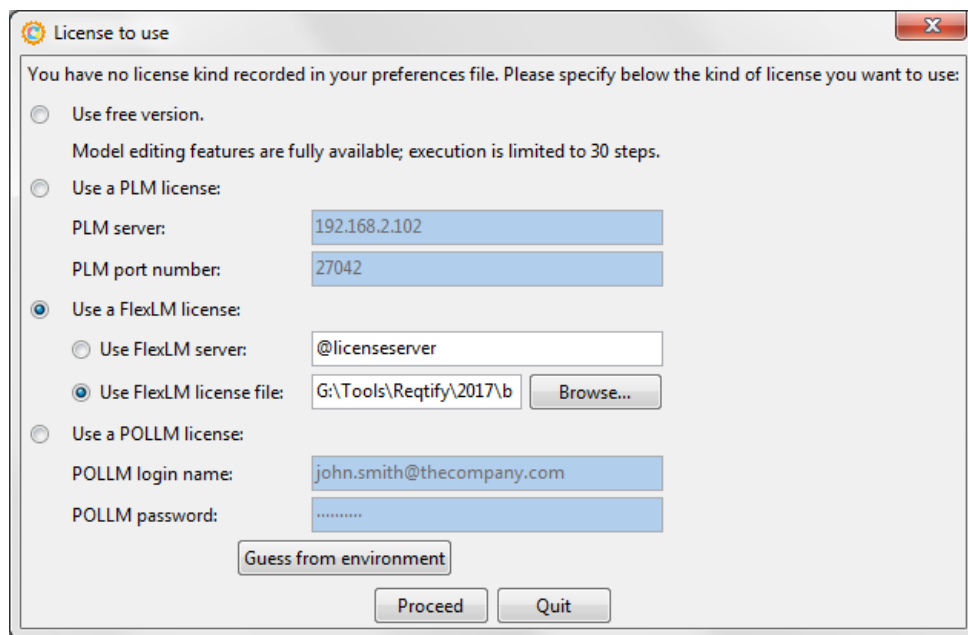 License to use
You have no license kind recorded in your preferences file. Please specify below the kind of license you want to use:
Use free version.
Model editing features are fully available; execution is limited to 30 steps.
Use a PLM license:
PLM server: 192.168.2.102
PLM port number: 27042
Use a FlexLM license:
Use FlexLM server: @licenseserver
Use FlexLM license file: G:\Tools\Reqtify\2017\b Browse...
Use a POLLM license:
POLLM login name: john.smith@thecompany.com
POLLM password: ··········
Guess from environment
Proceed Quit